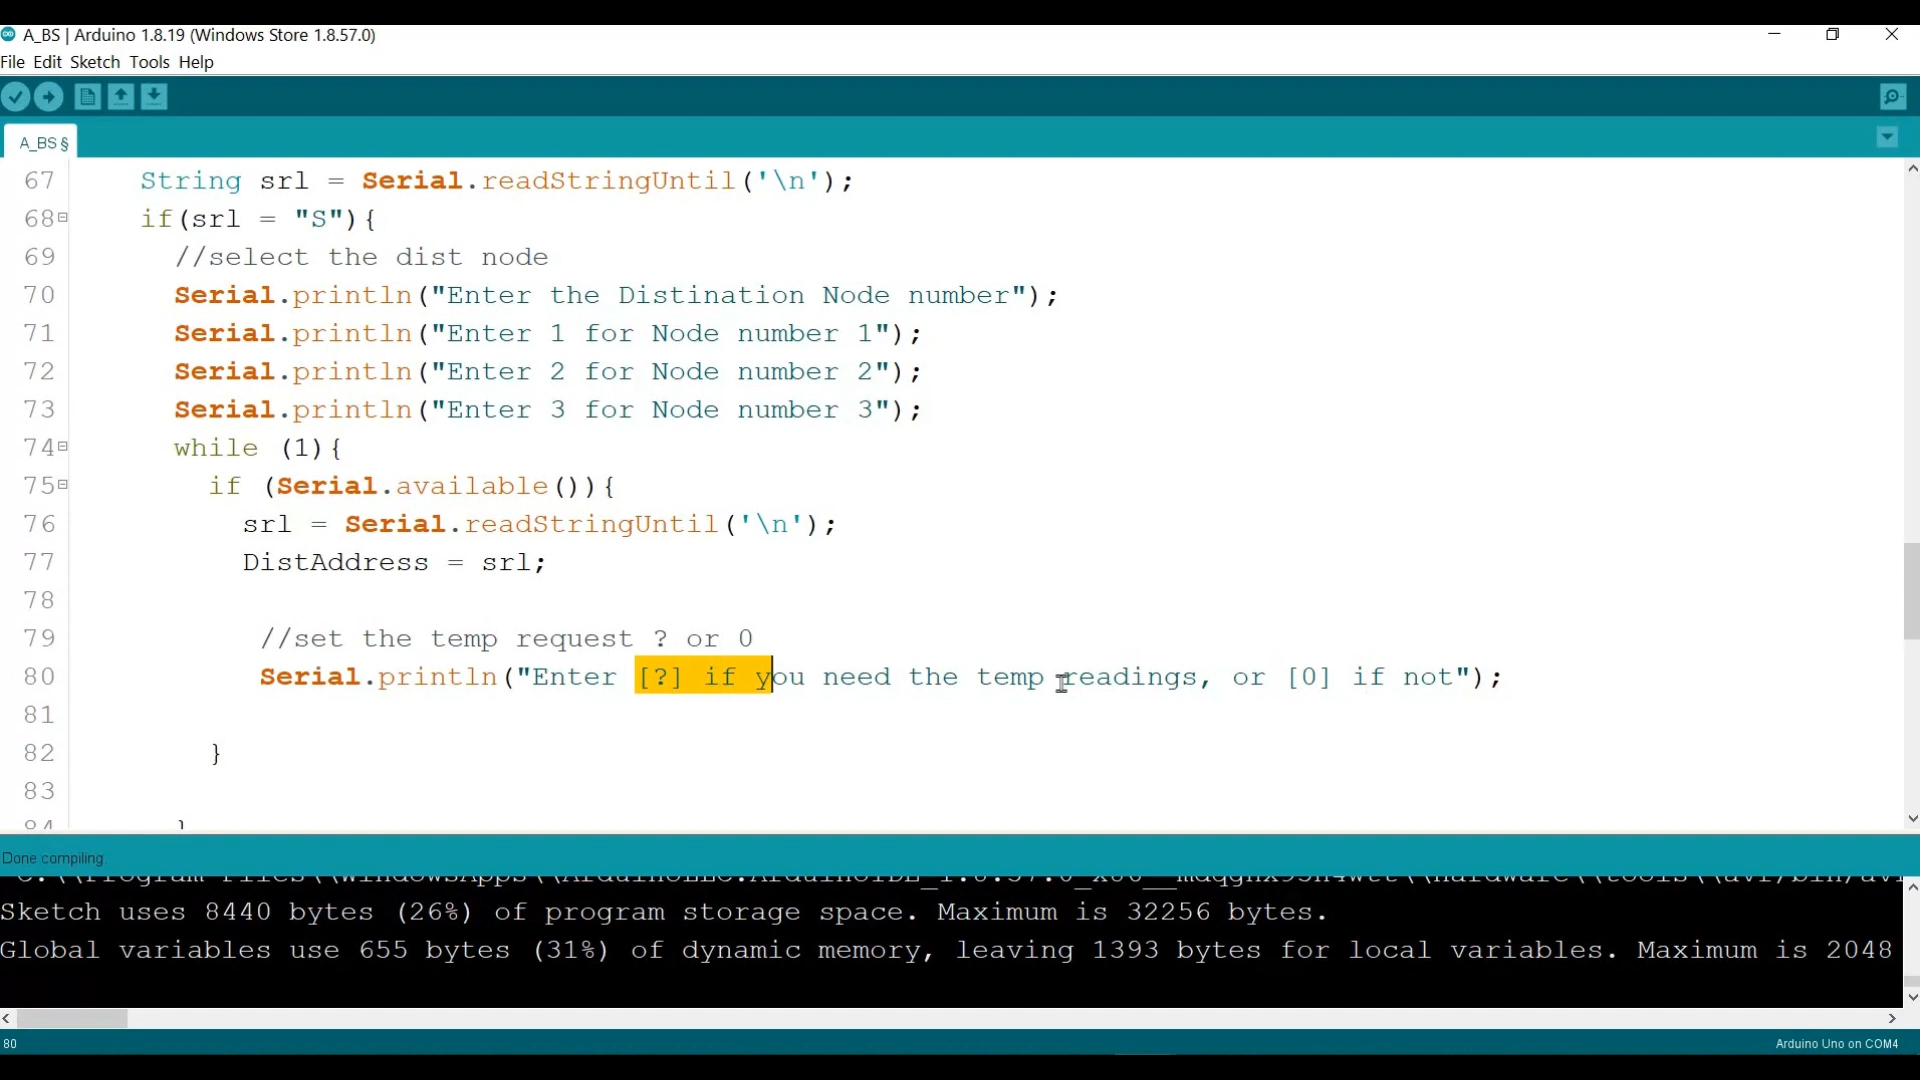 A_BS | Arduino 1.8.19 (Windows Store 1.8.57.0)
File Edit Sketch Tools Help
A_BS §
67 String srl = Serial.readStringUntil('\n');
68 if(srl = "S"){
69 //select the dist node
70 Serial.println("Enter the Distination Node number");
71 Serial.println("Enter 1 for Node number 1");
72 Serial.println("Enter 2 for Node number 2");
73 Serial.println("Enter 3 for Node number 3");
74 while (1){
75 if (Serial.available()){
76 srl = Serial.readStringUntil('\n');
77 DistAddress = srl;
78
79 //set the temp request ? or 0
80 Serial.println("Enter [?] if you need the temp readings, or [0] if not");
81
82 }
83
84 }
Done compiling.
Sketch uses 8440 bytes (26%) of program storage space. Maximum is 32256 bytes.
Global variables use 655 bytes (31%) of dynamic memory, leaving 1393 bytes for local variables. Maximum is 2048
80
Arduino Uno on COM4